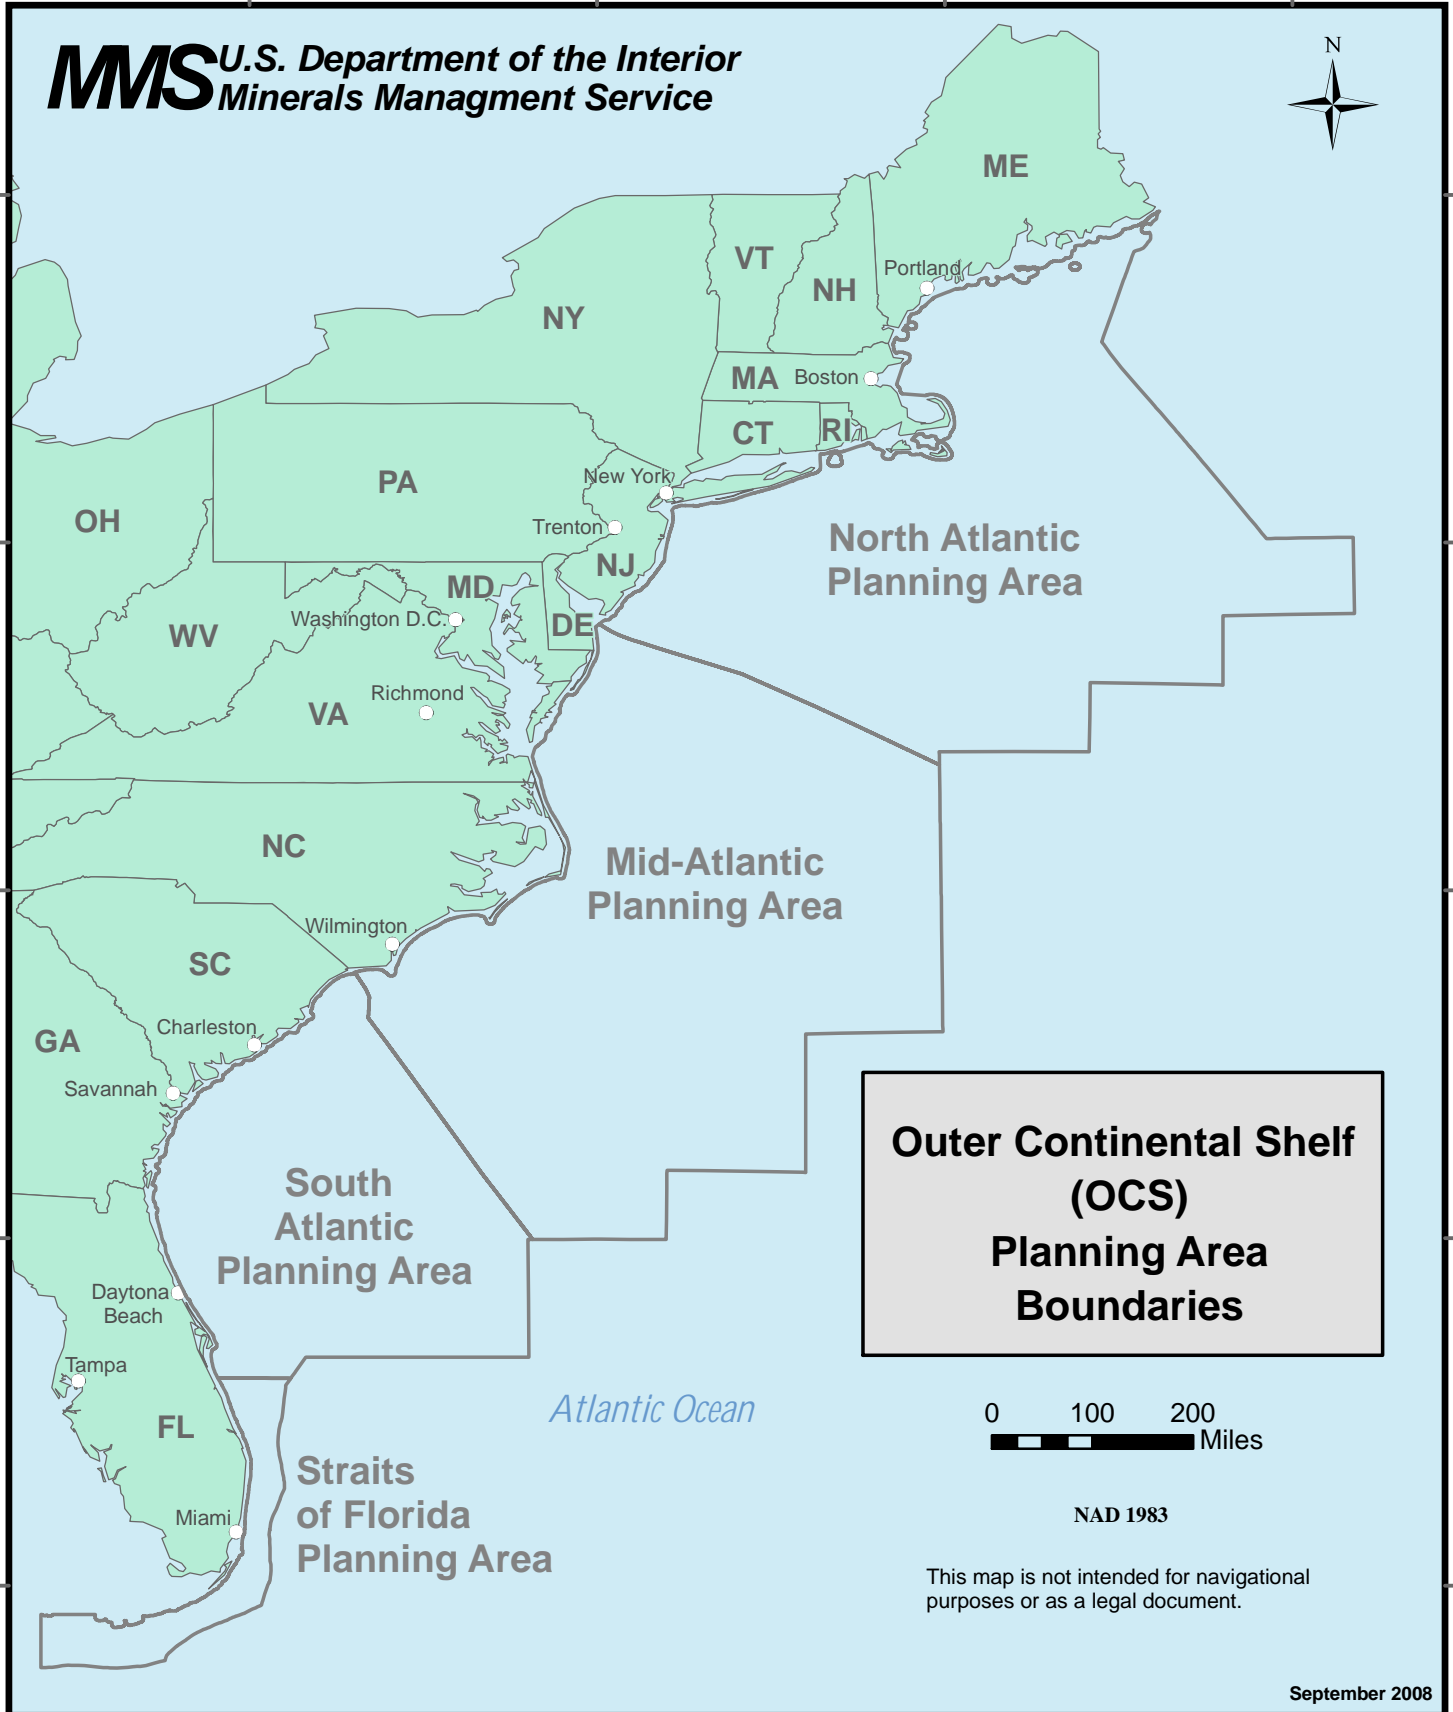 MMS
U.S. Department of the Interior
Minerals Managment Service
N
ME
VT
NH
Portland
NY
MA
Boston
CT
RI
PA
New York
OH
Trenton
North Atlantic
Planning Area
NJ
MD
Washington D.C.
DE
WV
Richmond
VA
NC
Mid-Atlantic
Planning Area
Wilmington
SC
Charleston
GA
Savannah
South
Atlantic
Planning Area
Outer Continental Shelf
(OCS)
Planning Area
Boundaries
Daytona
Beach
Tampa
FL
Atlantic Ocean
0 100 200
Miles
Straits
of Florida
Planning Area
Miami
NAD 1983
This map is not intended for navigational
purposes or as a legal document.
September 2008